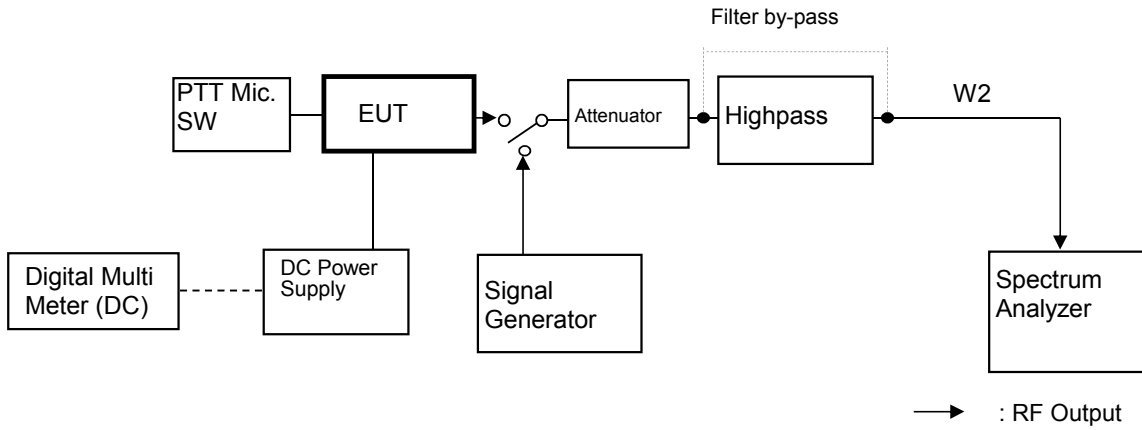 Filter by-pass
PTT Mic.
SW
EUT
Attenuator
Highpass
W2
Digital Multi
Meter (DC)
DC Power
Supply
Signal
Generator
Spectrum
Analyzer
: RF Output